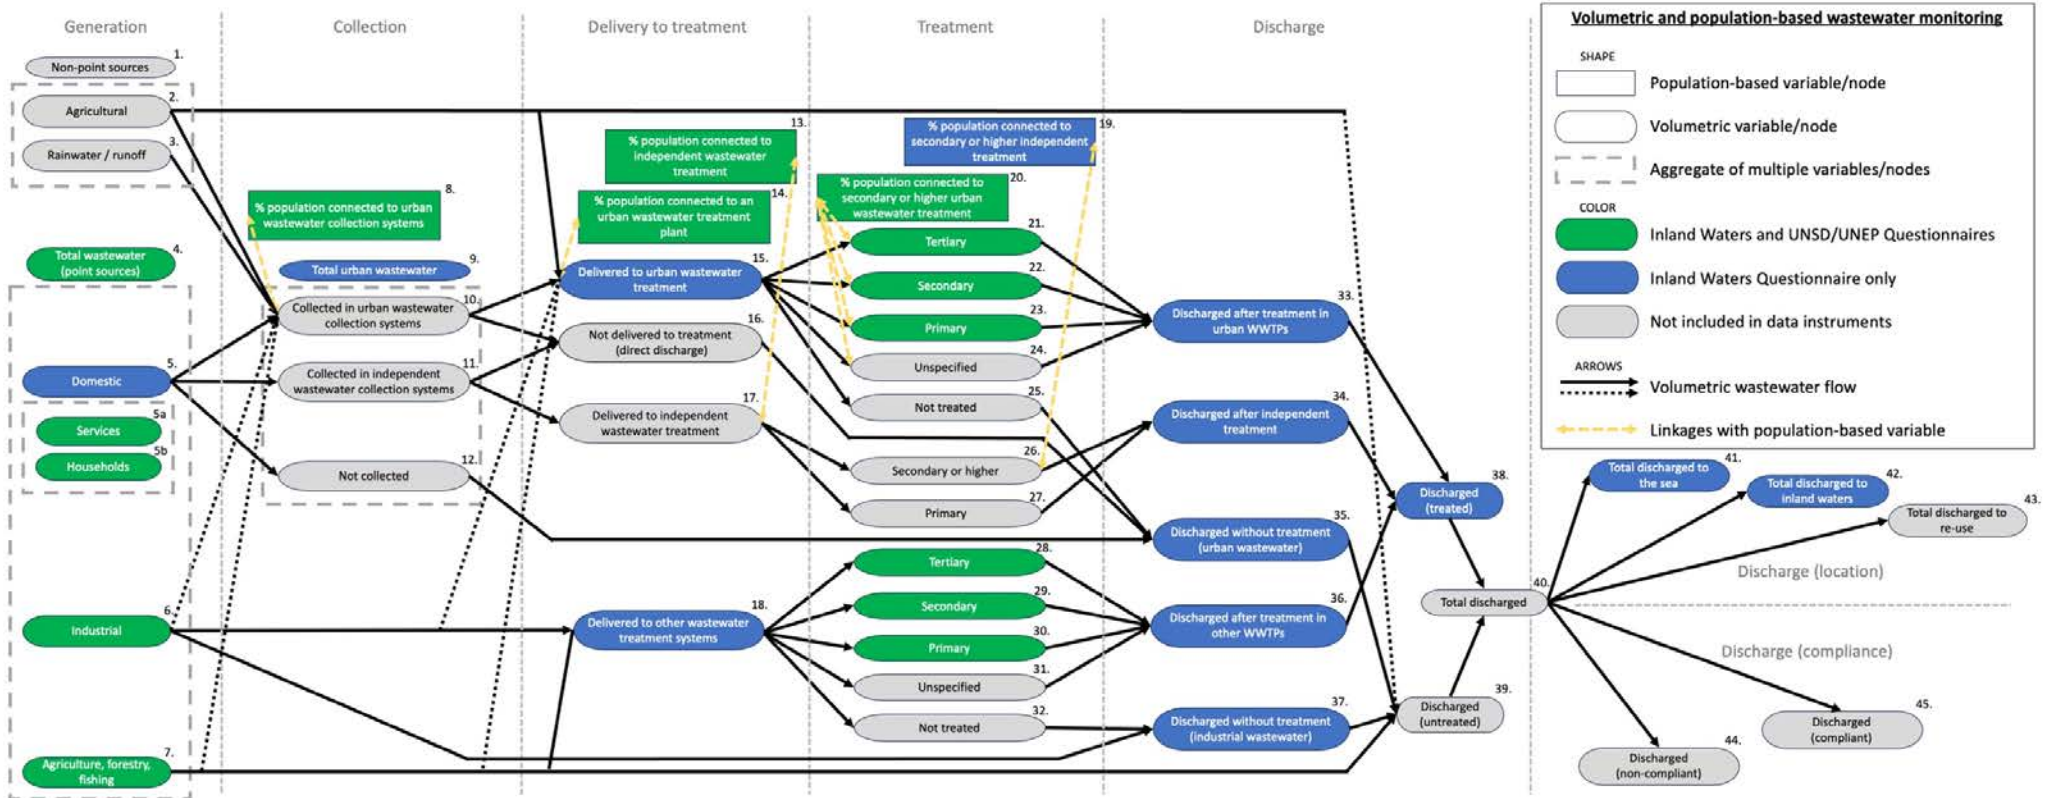 Generation
Collection
Delivery to treatment
Treatment
Discharge
1.
Non-point sources
2.
Agricultural
3.
Rainwater / runoff
4.
Total wastewater
(point sources)
5.
Domestic
5a
Services
5b
Households
6.
Industrial
7.
Agriculture, forestry,
fishing
8.
% population connected to urban
wastewater collection systems
9.
Total urban wastewater
10.
Collected in urban wastewater
collection systems
11.
Collected in independent
wastewater collection systems
12.
Not collected
13.
% population connected to
independent wastewater
treatment
14.
% population connected to an
urban wastewater treatment
plant
15.
Delivered to urban wastewater
treatment
16.
Not delivered to treatment
(direct discharge)
17.
Delivered to independent
wastewater treatment
18.
Delivered to other wastewater
treatment systems
19.
% population connected to
secondary or higher independent
treatment
20.
% population connected to
secondary or higher urban
wastewater treatment
21.
Tertiary
22.
Secondary
23.
Primary
24.
Unspecified
25.
Not treated
26.
Secondary or higher
27.
Primary
28.
Tertiary
29.
Secondary
30.
Primary
31.
Unspecified
32.
Not treated
33.
Discharged after treatment in
urban WWTPs
34.
Discharged after independent
treatment
35.
Discharged without treatment
(urban wastewater)
36.
Discharged after treatment in
other WWTPs
37.
Discharged without treatment
(industrial wastewater)
38.
Discharged
(treated)
39.
Discharged
(untreated)
40.
Total discharged
41.
Total discharged to
the sea
42.
Total discharged to
inland waters
43.
Total discharged to
re-use
Discharge (location)
Discharge (compliance)
44.
Discharged
(non-compliant)
45.
Discharged
(compliant)
Volumetric and population-based wastewater monitoring
SHAPE
Population-based variable/node
Volumetric variable/node
Aggregate of multiple variables/nodes
COLOR
Inland Waters and UNSD/UNEP Questionnaires
Inland Waters Questionnaire only
Not included in data instruments
ARROWS
Volumetric wastewater flow
Linkages with population-based variable